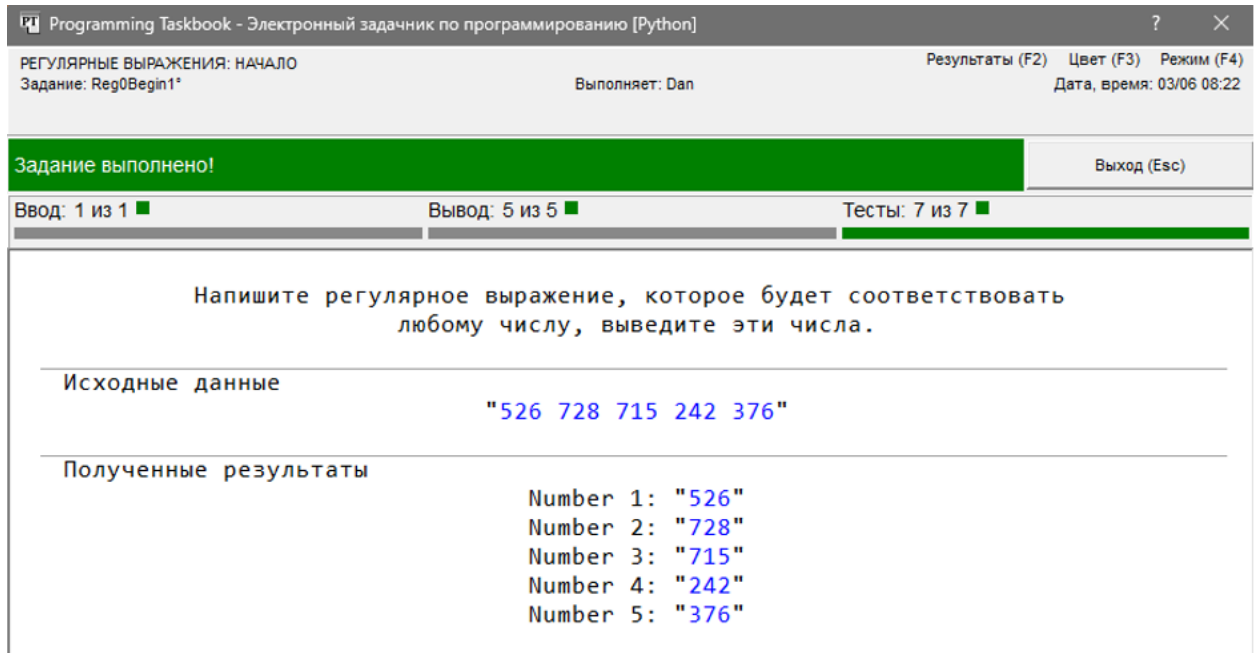 Programming Taskbook - Электронный задачник по программированию [Python] ? ×
РЕГУЛЯРНЫЕ ВЫРАЖЕНИЯ: НАЧАЛО Результаты (F2) Цвет (F3) Режим (F4)
Задание: Reg0Begin1° Выполняет: Dan Дата, время: 03/06 08:22
Задание выполнено! Выход (Esc)
Ввод: 1 из 1 Вывод: 5 из 5 Тесты: 7 из 7
Напишите регулярное выражение, которое будет соответствовать
любому числу, выведите эти числа.
Исходные данные
"526 728 715 242 376"
Полученные результаты
Number 1: "526"
Number 2: "728"
Number 3: "715"
Number 4: "242"
Number 5: "376"